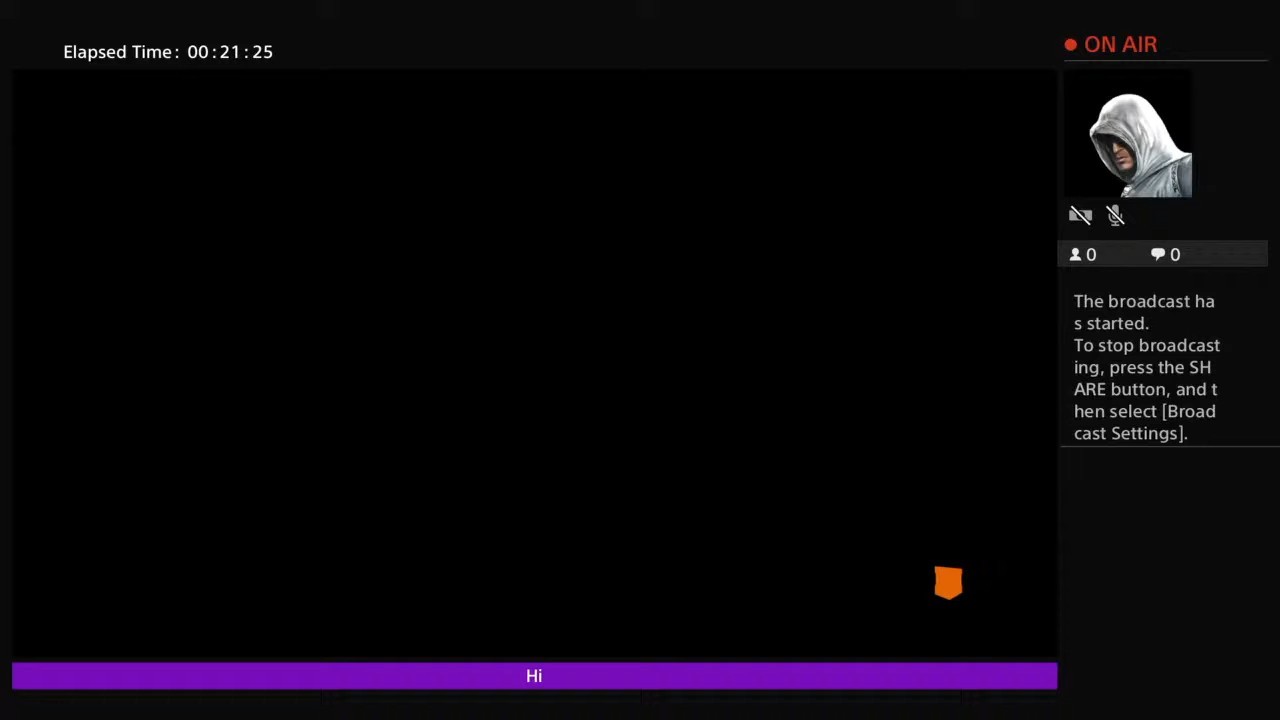 Elapsed Time: 00:21:25
ON AIR
0 0
The broadcast ha
s started.
To stop broadcast
ing, press the SH
ARE button, and t
hen select [Broad
cast Settings].
Hi